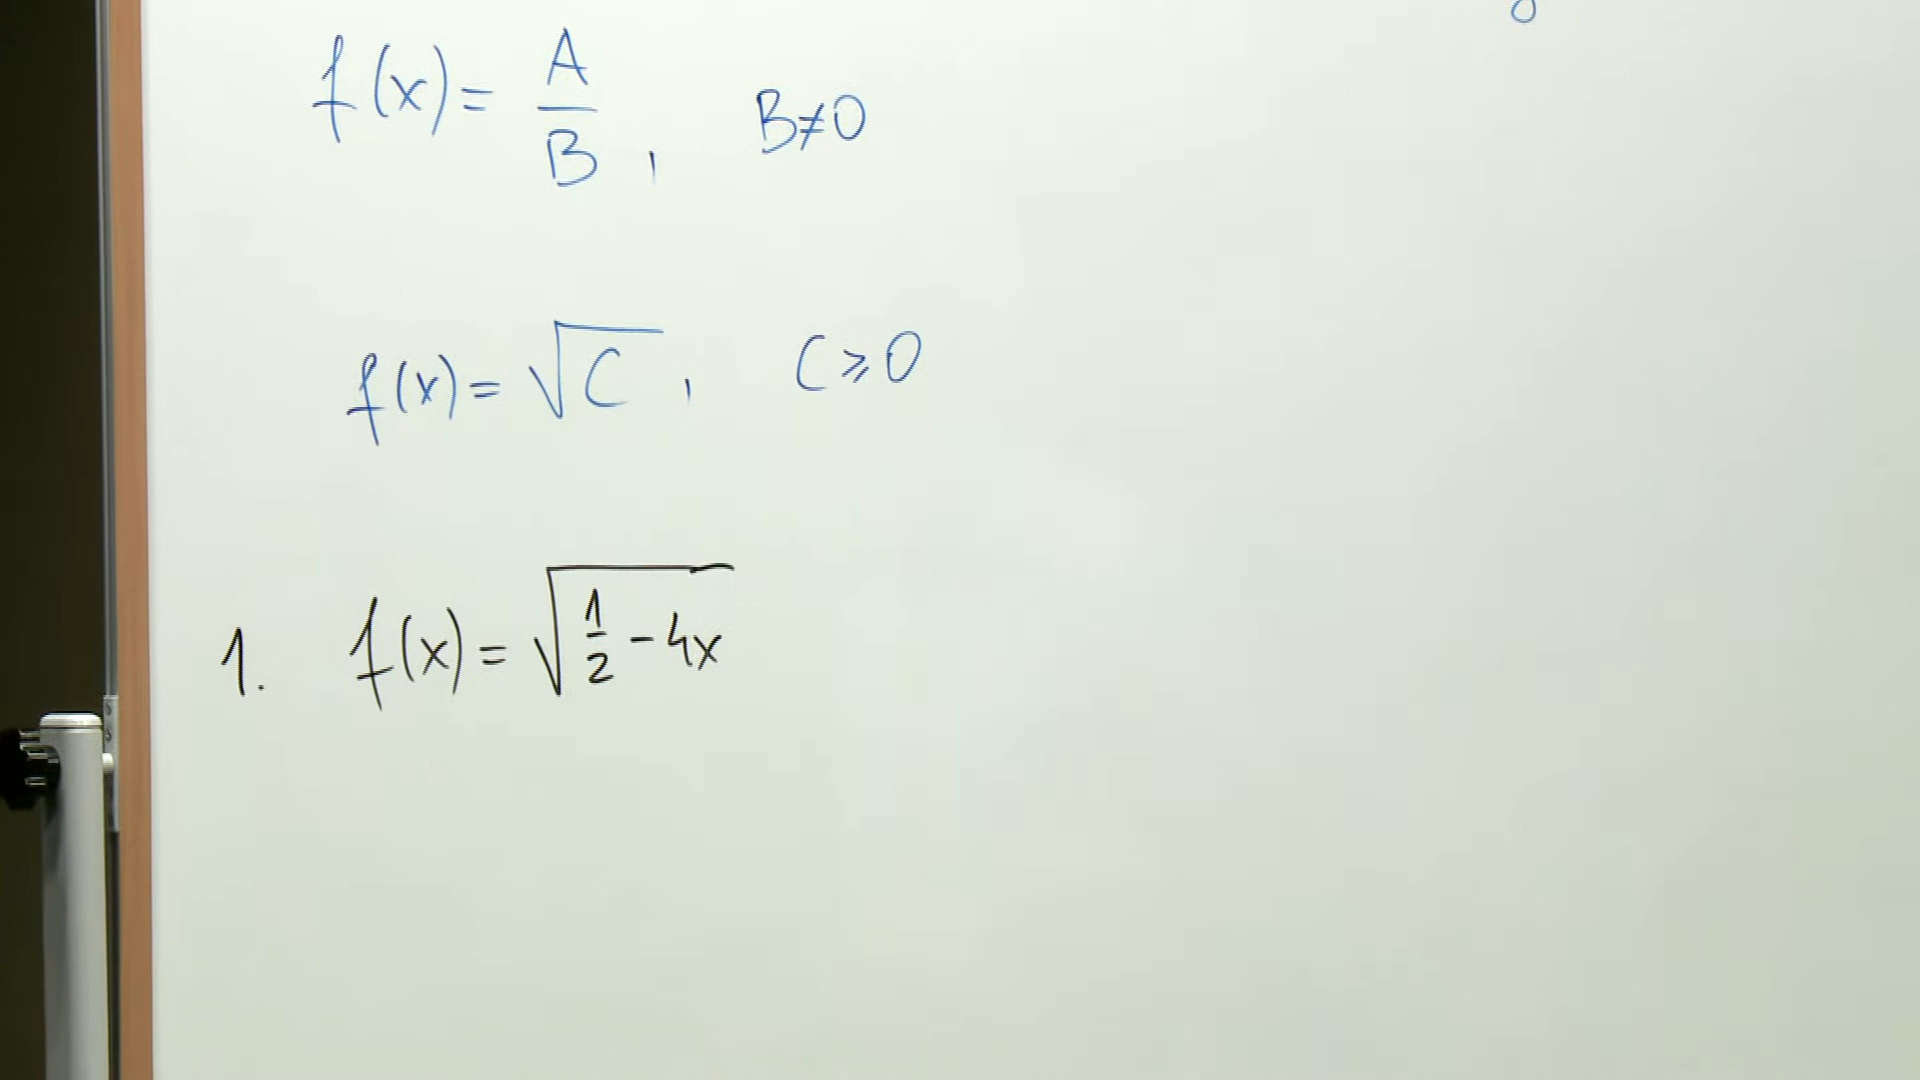 f(x) = A/B , B≠0
f(x) = √C , C ⩾ 0
1. f(x) = √(1/2 - 4x)